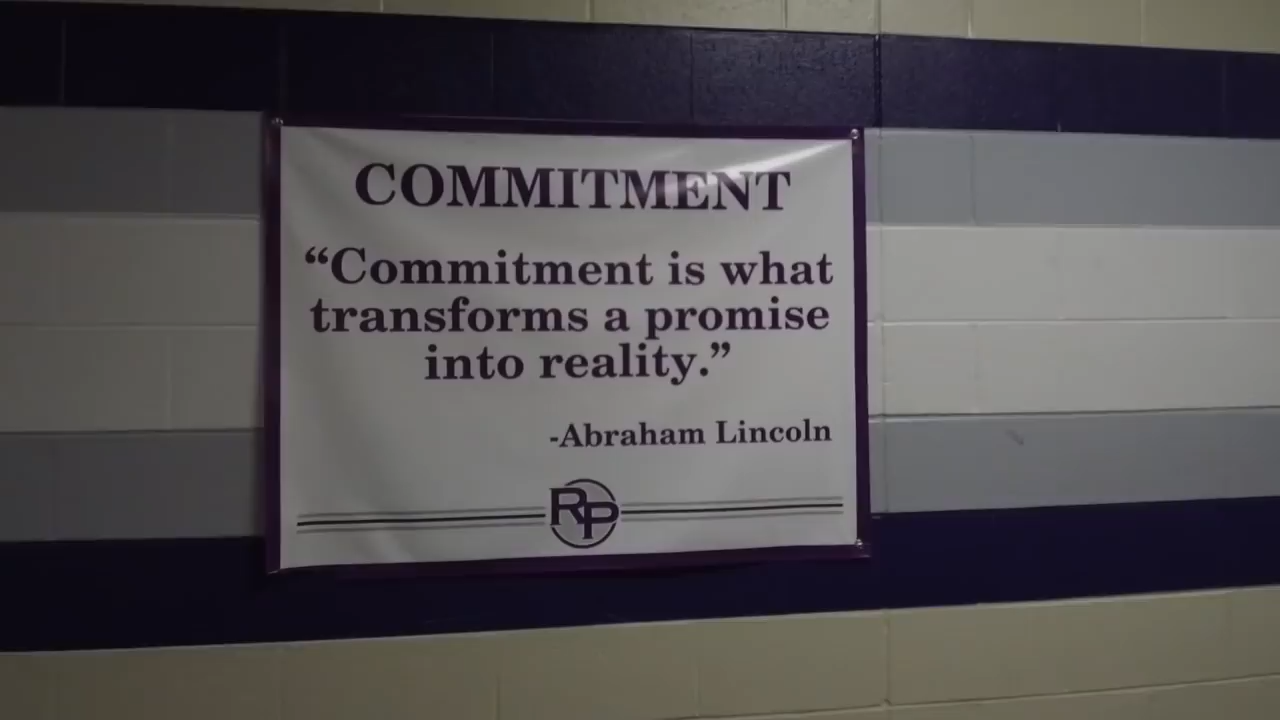 COMMITMENT
“Commitment is what
transforms a promise
into reality.”
-Abraham Lincoln
RP